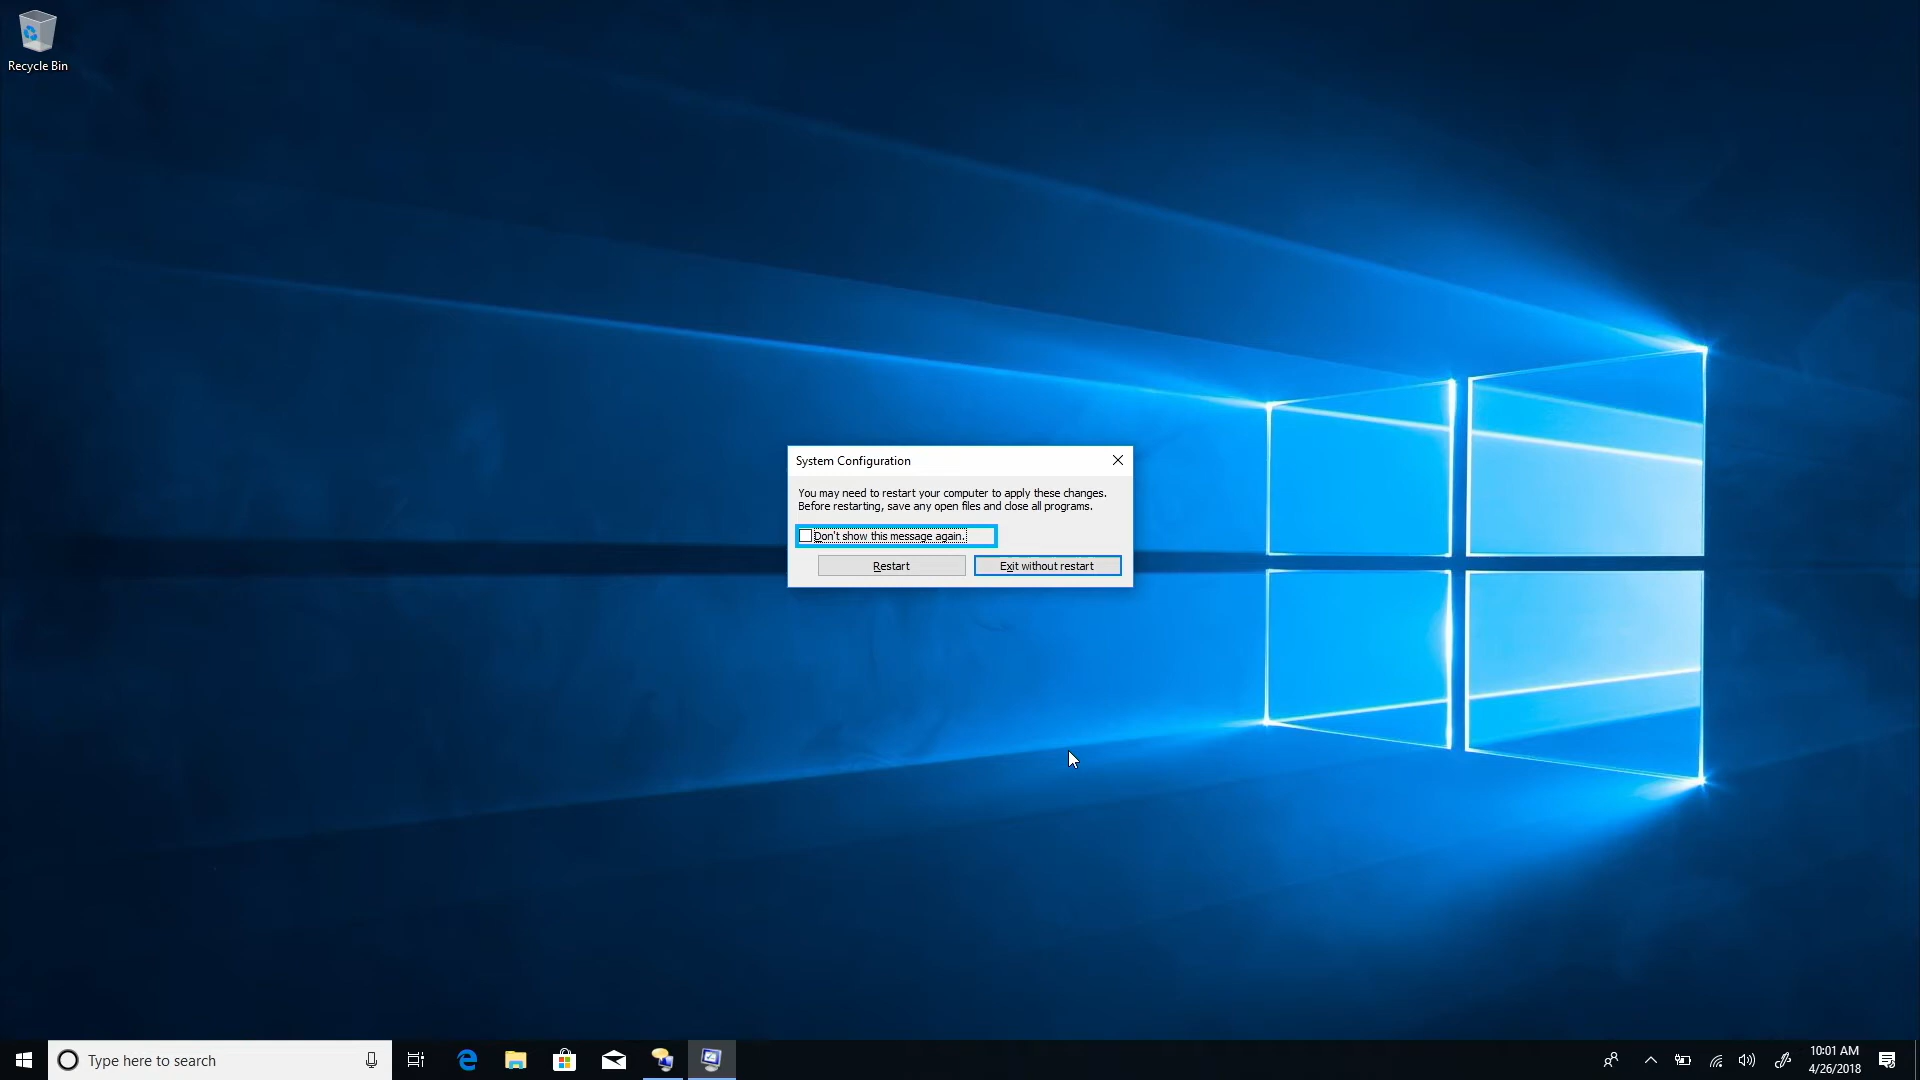 Recycle Bin
System Configuration
You may need to restart your computer to apply these changes.
Before restarting, save any open files and close all programs.
Don't show this message again.
Restart
Exit without restart
Type here to search
10:01 AM
4/26/2018